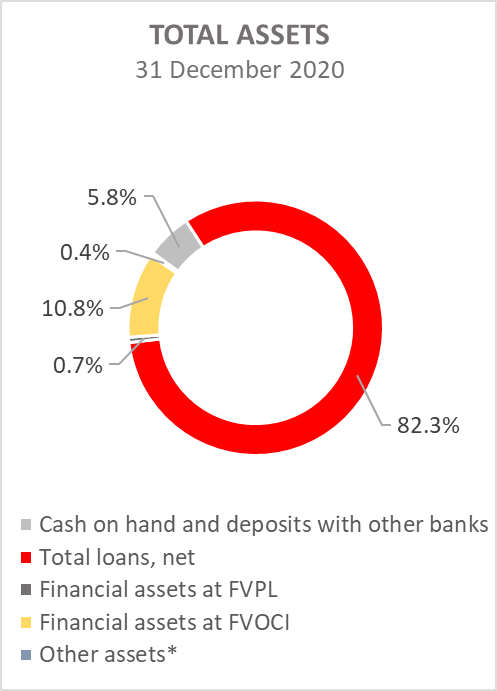 TOTAL ASSETS
31 December 2020
5.8%
0.4%
10.8%
0.7%
82.3%
Cash on hand and deposits with other banks
Total loans, net
Financial assets at FVPL
Financial assets at FVOCI
Other assets*